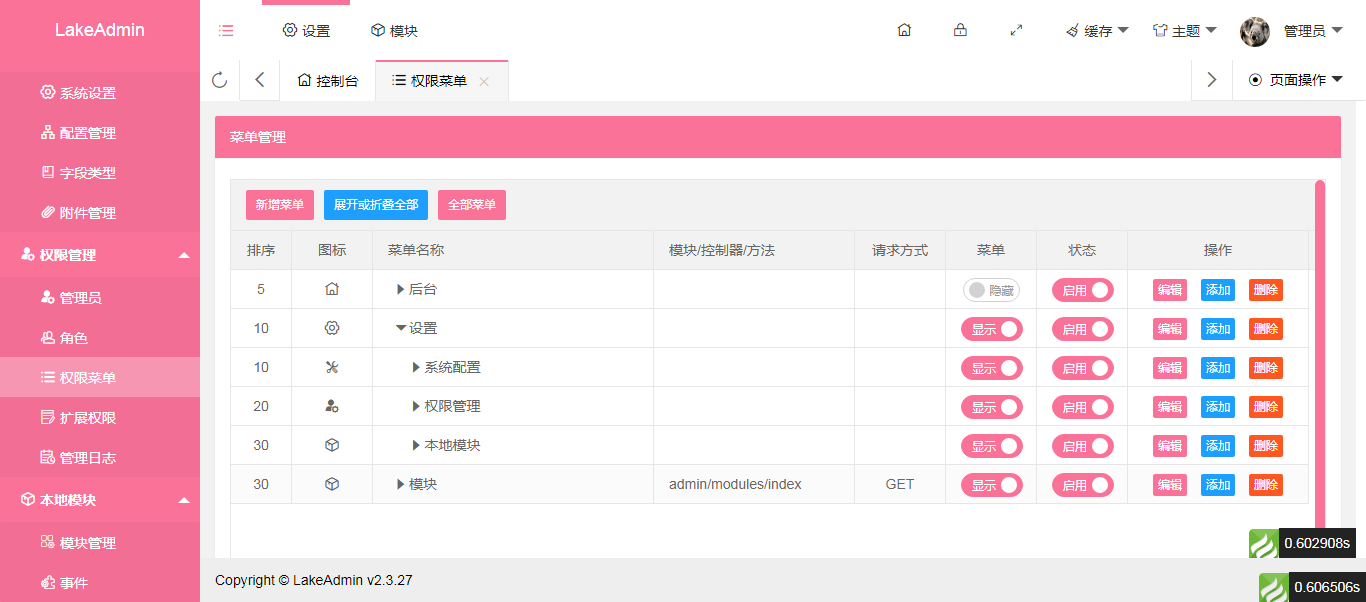 LakeAdmin
设置
模块
缓存
主题
管理员
控制台
权限菜单
页面操作
系统设置
配置管理
字段类型
附件管理
权限管理
管理员
角色
权限菜单
扩展权限
管理日志
本地模块
模块管理
事件
菜单管理
新增菜单 展开或折叠全部 全部菜单
排序 图标 菜单名称 模块/控制器/方法 请求方式 菜单 状态 操作
5 后台 隐藏 启用 编辑 添加 删除
10 设置 显示 启用 编辑 添加 删除
10 系统配置 显示 启用 编辑 添加 删除
20 权限管理 显示 启用 编辑 添加 删除
30 本地模块 显示 启用 编辑 添加 删除
30 模块 admin/modules/index GET 显示 启用 编辑 添加 删除
0.602908s
Copyright © LakeAdmin v2.3.27
0.606506s